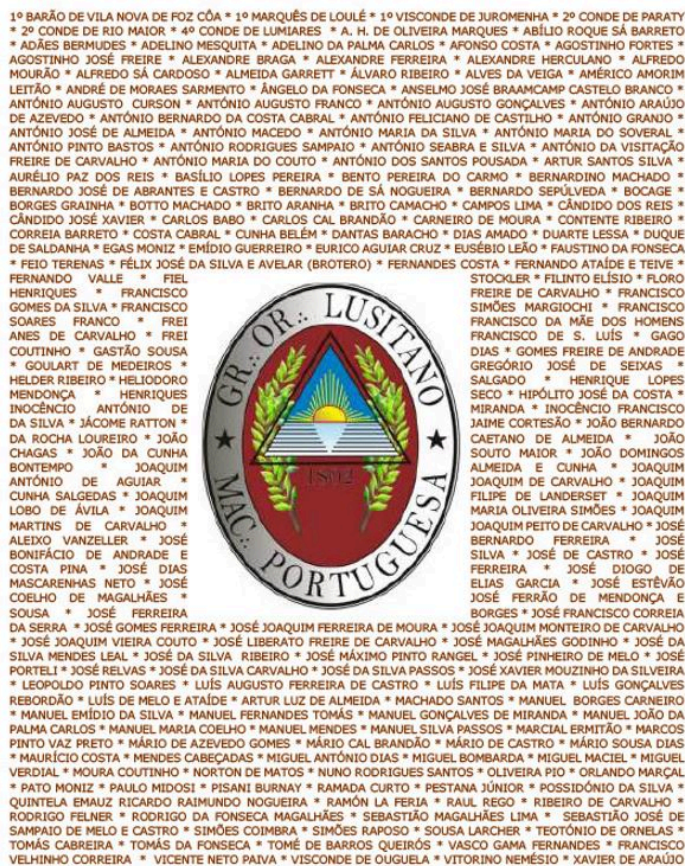 1º BARÃO DE VILA NOVA DE FOZ CÔA * 1º MARQUÊS DE LOULÉ * 1º VISCONDE DE JUROMENHA * 2º CONDE DE PARATY
* 2º CONDE DE RIO MAIOR * 4º CONDE DE LUMIARES * A. H. DE OLIVEIRA MARQUES * ABÍLIO ROQUE SÁ BARRETO
* ADÃES BERMUDES * ADELINO MESQUITA * ADELINO DA PALMA CARLOS * AFONSO COSTA * AGOSTINHO FORTES *
AGOSTINHO JOSÉ FREIRE * ALEXANDRE BRAGA * ALEXANDRE FERREIRA * ALEXANDRE HERCULANO * ALFREDO
MOURÃO * ALFREDO SÁ CARDOSO * ALMEIDA GARRETT * ÁLVARO RIBEIRO * ALVES DA VEIGA * AMÉRICO AMORIM
LEITÃO * ANDRÉ DE MORAES SARMENTO * ÂNGELO DA FONSECA * ANSELMO JOSÉ BRAAMCAMP CASTELO BRANCO *
ANTÓNIO AUGUSTO CURSON * ANTÓNIO AUGUSTO FRANCO * ANTÓNIO AUGUSTO GONÇALVES * ANTÓNIO ARAÚJO
DE AZEVEDO * ANTÓNIO BERNARDO DA COSTA CABRAL * ANTÓNIO FELICIANO DE CASTILHO * ANTÓNIO GRANJO *
ANTÓNIO JOSÉ DE ALMEIDA * ANTÓNIO MACEDO * ANTÓNIO MARIA DA SILVA * ANTÓNIO MARIA DO SOVERAL *
ANTÓNIO PINTO BASTOS * ANTÓNIO RODRIGUES SAMPAIO * ANTÓNIO SEABRA E SILVA * ANTÓNIO DA VISITAÇÃO
FREIRE DE CARVALHO * ANTÓNIO MARIA DO COUTO * ANTÓNIO DOS SANTOS POUSADA * ARTUR SANTOS SILVA *
AURÉLIO PAZ DOS REIS * BASÍLIO LOPES PEREIRA * BENTO PEREIRA DO CARMO * BERNARDINO MACHADO *
BERNARDO JOSÉ DE ABRANTES E CASTRO * BERNARDO DE SÁ NOGUEIRA * BERNARDO SEPÚLVEDA * BOCAGE *
BORGES GRAINHA * BOTTO MACHADO * BRITO ARANHA * BRITO CAMACHO * CAMPOS LIMA * CÂNDIDO DOS REIS *
CÂNDIDO JOSÉ XAVIER * CARLOS BABO * CARLOS CAL BRANDÃO * CARNEIRO DE MOURA * CONTENTE RIBEIRO *
CORREIA BARRETO * COSTA CABRAL * CUNHA BELÉM * DANTAS BARACHO * DIAS AMADO * DUARTE LESSA * DUQUE
DE SALDANHA * EGAS MONIZ * EMÍDIO GUERREIRO * EURICO AGUIAR CRUZ * EUSÉBIO LEÃO * FAUSTINO DA FONSECA
* FEIO TERENAS * FÉLIX JOSÉ DA SILVA E AVELAR (BROTERO) * FERNANDES COSTA * FERNANDO ATAÍDE E TEIVE *
FERNANDO VALLE * FIEL STOCKLER * FILINTO ELÍSIO * FLORO
HENRIQUES * FRANCISCO FREIRE DE CARVALHO * FRANCISCO
GOMES DA SILVA * FRANCISCO SIMÕES MARGIOCHI * FRANCISCO
SOARES FRANCO * FREI FRANCISCO DA MÃE DOS HOMENS
ANES DE CARVALHO * FREI FRANCISCO DE S. LUÍS * GAGO
COUTINHO * GASTÃO SOUSA DIAS * GOMES FREIRE DE ANDRADE
* GOULART DE MEDEIROS * GREGÓRIO JOSÉ DE SEIXAS *
HELDER RIBEIRO * HELIODORO SALGADO * HENRIQUE LOPES
MENDONÇA * HENRIQUES SECO * HIPÓLITO JOSÉ DA COSTA *
INOCÊNCIO ANTÓNIO DE MIRANDA * INOCÊNCIO FRANCISCO
DA SILVA * JÁCOME RATTON * JAIME CORTESÃO * JOÃO BERNARDO
DA ROCHA LOUREIRO * JOÃO CAETANO DE ALMEIDA * JOÃO
CHAGAS * JOÃO DA CUNHA SOUTO MAIOR * JOÃO DOMINGOS
BONTEMPO * JOAQUIM ALMEIDA E CUNHA * JOAQUIM
ANTÓNIO DE AGUIAR * JOAQUIM DE CARVALHO * JOAQUIM
CUNHA SALGEDAS * JOAQUIM FILIPE DE LANDERSET * JOAQUIM
LOBO DE ÁVILA * JOAQUIM MARIA OLIVEIRA SIMÕES * JOAQUIM
MARTINS DE CARVALHO * JOAQUIM PEITO DE CARVALHO * JOSÉ
ALEIXO VANZELLER * JOSÉ BERNARDO FERREIRA * JOSÉ
BONIFÁCIO DE ANDRADE E SILVA * JOSÉ DE CASTRO * JOSÉ
COSTA PINA * JOSÉ DIAS FERREIRA * JOSÉ DIOGO DE
MASCARENHAS NETO * JOSÉ ELIAS GARCIA * JOSÉ ESTÊVÃO
COELHO DE MAGALHÃES * JOSÉ FERRÃO DE MENDONÇA E
SOUSA * JOSÉ FERREIRA BORGES * JOSÉ FRANCISCO CORREIA
GR.: OR.: LUSITANO
1802
MAÇ.: PORTUGUESA
DA SERRA * JOSÉ GOMES FERREIRA * JOSÉ JOAQUIM FERREIRA DE MOURA * JOSÉ JOAQUIM MONTEIRO DE CARVALHO
* JOSÉ JOAQUIM VIEIRA COUTO * JOSÉ LIBERATO FREIRE DE CARVALHO * JOSÉ MAGALHÃES GODINHO * JOSÉ DA
SILVA MENDES LEAL * JOSÉ DA SILVA RIBEIRO * JOSÉ MÁXIMO PINTO RANGEL * JOSÉ PINHEIRO DE MELO * JOSÉ
PORTELI * JOSÉ RELVAS * JOSÉ DA SILVA CARVALHO * JOSÉ DA SILVA PASSOS * JOSÉ XAVIER MOUZINHO DA SILVEIRA
* LEOPOLDO PINTO SOARES * LUÍS AUGUSTO FERREIRA DE CASTRO * LUÍS FILIPE DA MATA * LUÍS GONÇALVES
REBORDÃO * LUÍS DE MELO E ATAÍDE * ARTUR LUZ DE ALMEIDA * MACHADO SANTOS * MANUEL BORGES CARNEIRO
* MANUEL EMÍDIO DA SILVA * MANUEL FERNANDES TOMÁS * MANUEL GONÇALVES DE MIRANDA * MANUEL JOÃO DA
PALMA CARLOS * MANUEL MARIA COELHO * MANUEL MENDES * MANUEL SILVA PASSOS * MARCIAL ERMITÃO * MARCOS
PINTO VAZ PRETO * MÁRIO DE AZEVEDO GOMES * MÁRIO CAL BRANDÃO * MÁRIO DE CASTRO * MÁRIO SOUSA DIAS
* MAURÍCIO COSTA * MENDES CABEÇADAS * MIGUEL ANTÓNIO DIAS * MIGUEL BOMBARDA * MIGUEL MACIEL * MIGUEL
VERDIAL * MOURA COUTINHO * NORTON DE MATOS * NUNO RODRIGUES SANTOS * OLIVEIRA PIO * ORLANDO MARÇAL
* PATO MONIZ * PAULO MIDOSI * PISANI BURNAY * RAMADA CURTO * PESTANA JÚNIOR * POSSIDÓNIO DA SILVA *
QUINTELA EMAUZ RICARDO RAIMUNDO NOGUEIRA * RAMÓN LA FERIA * RAUL REGO * RIBEIRO DE CARVALHO *
RODRIGO FELNER * RODRIGO DA FONSECA MAGALHÃES * SEBASTIÃO MAGALHÃES LIMA SEBASTIÃO JOSÉ DE
SAMPAIO DE MELO E CASTRO * SIMÕES COIMBRA * SIMÕES RAPOSO * SOUSA LARCHER * TEOTÓNIO DE ORNELAS *
TOMÁS CABREIRA * TOMÁS DA FONSECA * TOMÉ DE BARROS QUEIRÓS * VASCO GAMA FERNANDES * FRANCISCO
VELHINHO CORREIRA * VICENTE NETO PAIVA * VISCONDE DE OUGUELA * VITORINO NEMÉSIO * XAVIER DE ARAÚJO